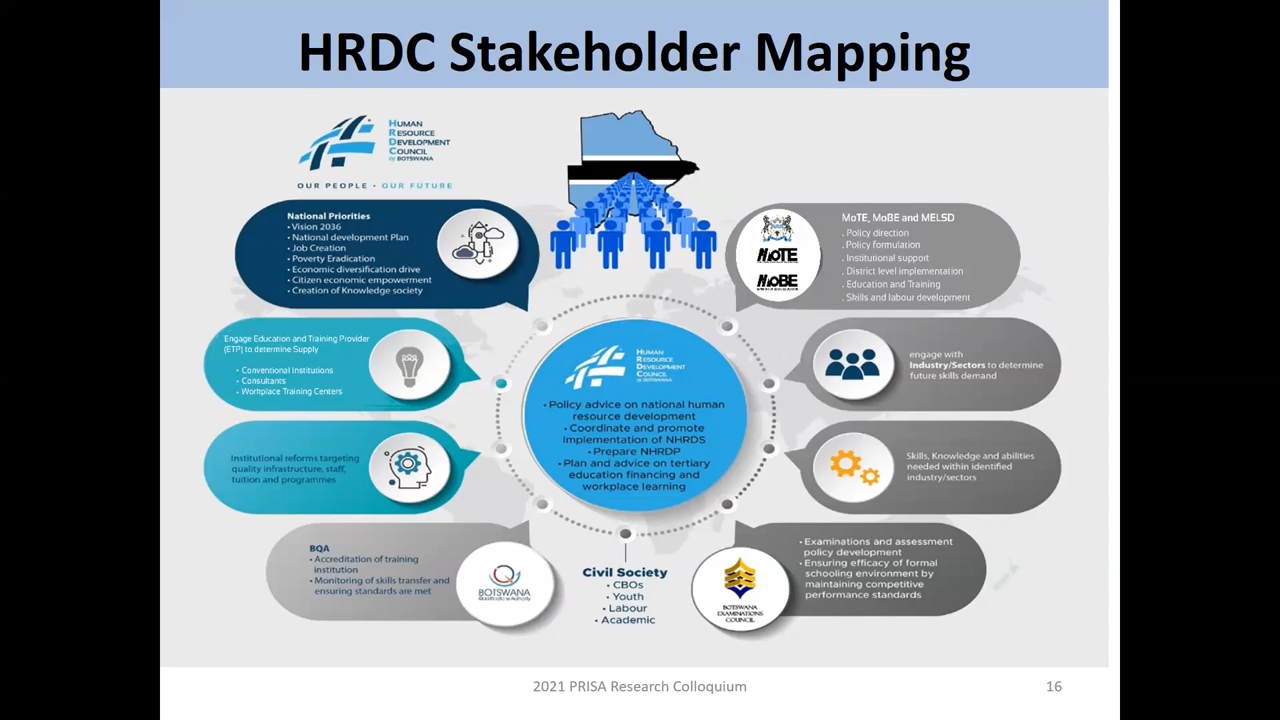 HRDC Stakeholder Mapping
HUMAN
RESOURCE
DEVELOPMENT
COUNCIL
OF BOTSWANA
OUR PEOPLE • OUR FUTURE
National Priorities
• Vision 2036
• National development Plan
• Job Creation
• Poverty Eradication
• Economic diversification drive
• Citizen economic empowerment
• Creation of Knowledge society
MoTE
MoBE
MoTE, MoBE and MELSD
. Policy direction
. Policy formulation
. Institutional support
. District level implementation
. Education and Training
. Skills and labour development
Engage Education and Training Provider
(ETP) to determine Supply
• Conventional Institutions
• Consultants
• Workplace Training Centers
HUMAN
RESOURCE
DEVELOPMENT
COUNCIL
OF BOTSWANA
• Policy advice on national human
resource development
• Coordinate and promote
Implementation of NHRDS
• Prepare NHRDP
• Plan and advice on tertiary
education financing and
workplace learning
engage with
Industry/Sectors to determine
future skills demand
Institutional reforms targeting
quality infrastructure, staff,
tuition and programmes
Skills, Knowledge and abilities
needed within identified
industry/sectors
BQA
• Accreditation of training
institution
• Monitoring of skills transfer and
ensuring standards are met
BOTSWANA
Qualifications Authority
Civil Society
• CBOs
• Youth
• Labour
• Academic
BOTSWANA
EXAMINATIONS
COUNCIL
• Examinations and assessment
policy development
• Ensuring efficacy of formal
schooling environment by
maintaining competitive
performance standards
2021 PRISA Research Colloquium
16